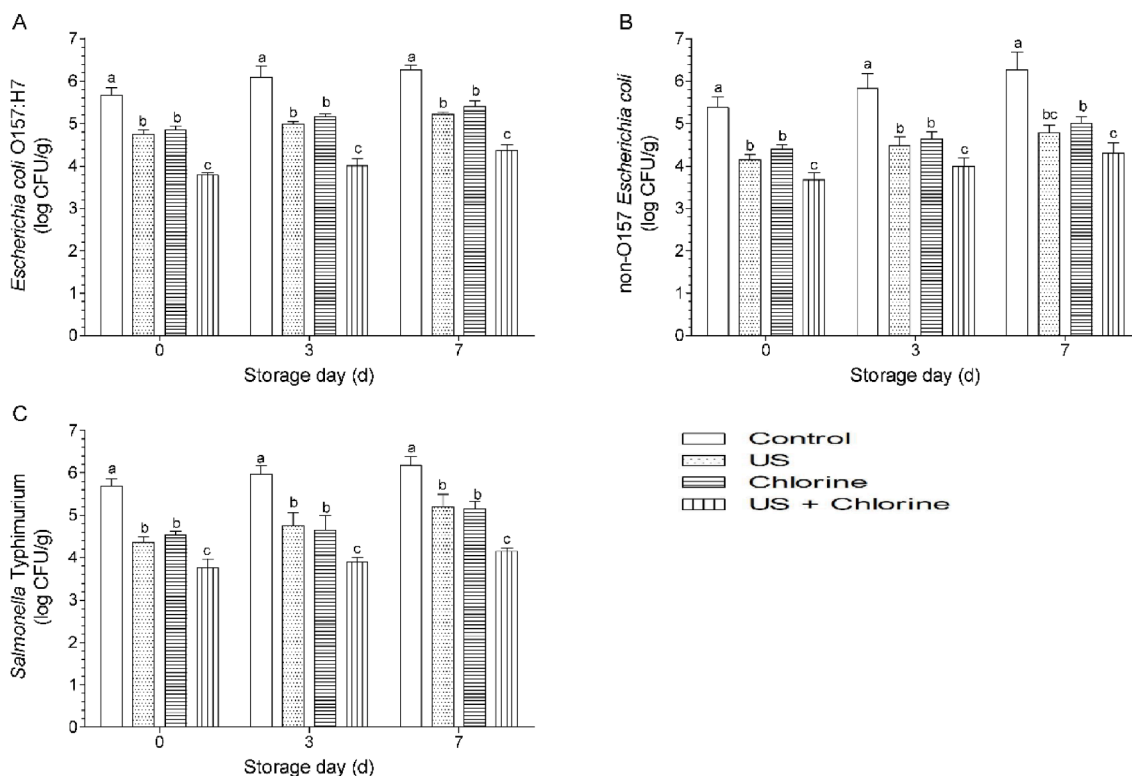 A
Escherichia coli O157:H7
(log CFU/g)
7
6
5
4
3
2
1
0
a
b
b
c
a
b
b
c
a
b
b
c
0
3
7
Storage day (d)
B
non-O157 Escherichia coli
(log CFU/g)
7
6
5
4
3
2
1
0
a
b
b
c
a
b
b
c
a
bc
b
c
0
3
7
Storage day (d)
C
Salmonella Typhimurium
(log CFU/g)
7
6
5
4
3
2
1
0
a
b
b
c
a
b
b
c
a
b
b
c
0
3
7
Storage day (d)
Control
US
Chlorine
US + Chlorine